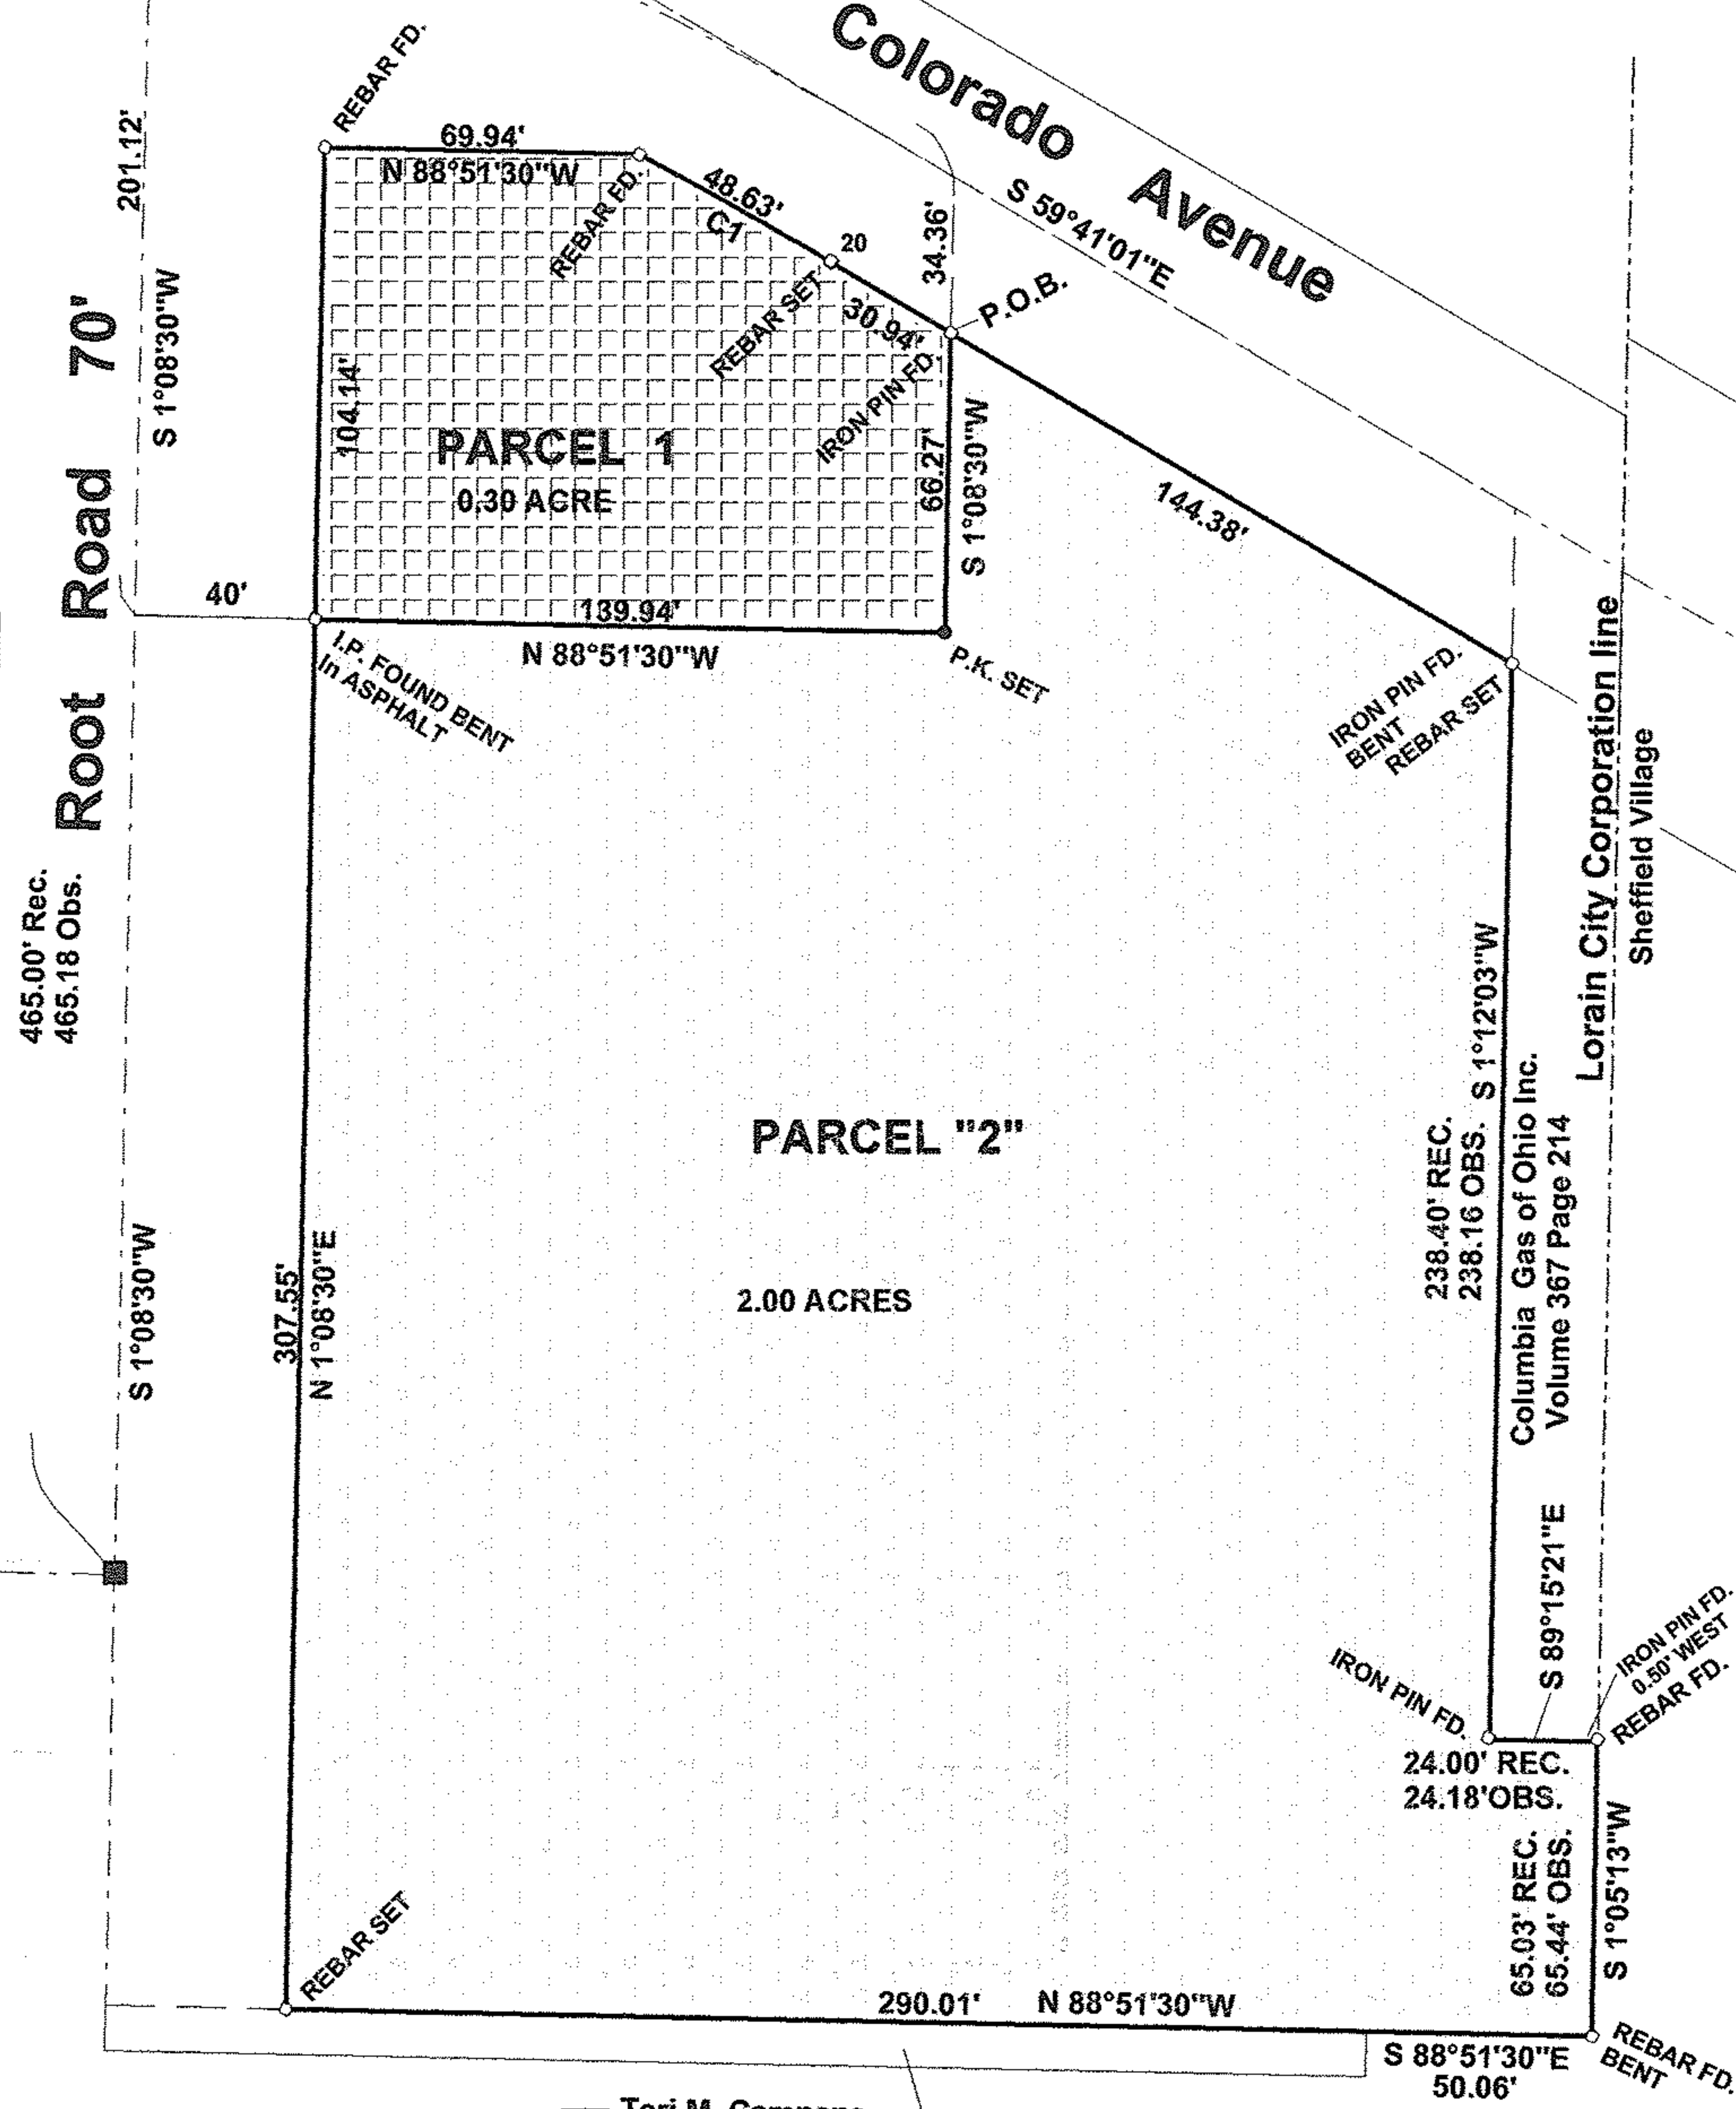 Colorado Avenue
S 59°41'01"E
REBAR FD.
201.12'
S 1°08'30"W
Root Road 70'
465.00' Rec.
465.18 Obs.
69.94'
N 88°51'30"W
REBAR FD.
48.63'
C1
20
REBAR SET
30.94'
34.36'
P.O.B.
IRON PIN FD.
104.14'
PARCEL 1
0.30 ACRE
66.27'
S 1°08'30"W
40'
139.94'
N 88°51'30"W
I.P. FOUND BENT
In ASPHALT
P.K. SET
144.38'
IRON PIN FD.
BENT
REBAR SET
Lorain City Corporation line
Sheffield Village
S 1°12'03"W
238.40' REC.
238.16 OBS.
Columbia Gas of Ohio Inc.
Volume 367 Page 214
PARCEL "2"
2.00 ACRES
307.55'
N 1°08'30"E
S 1°08'30"W
S 89°15'21"E
IRON PIN FD.
0.50' WEST
REBAR FD.
IRON PIN FD.
24.00' REC.
24.18'OBS.
65.03' REC.
65.44' OBS.
S 1°05'13"W
REBAR SET
290.01' N 88°51'30"W
S 88°51'30"E
50.06'
REBAR FD.
BENT
Teri M.